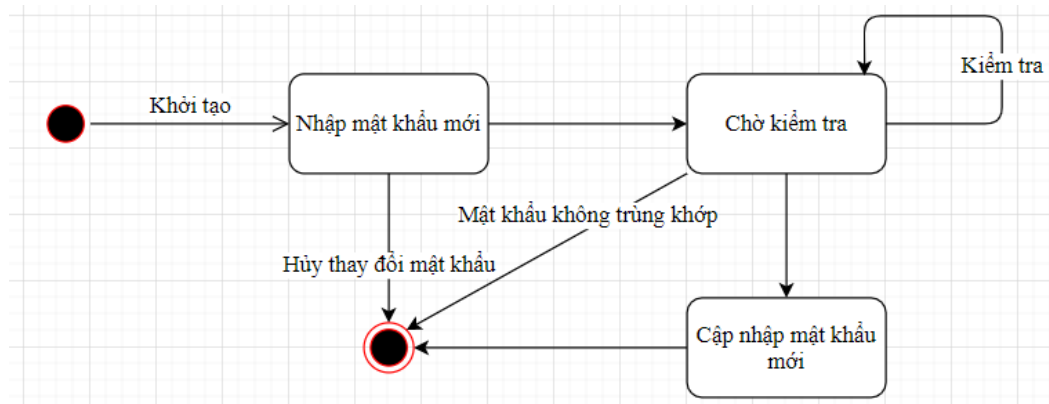 Kiểm tra
Khởi tạo
Nhập mật khẩu mới
Chờ kiểm tra
Mật khẩu không trùng khớp
Hủy thay đổi mật khẩu
Cập nhập mật khẩu
mới